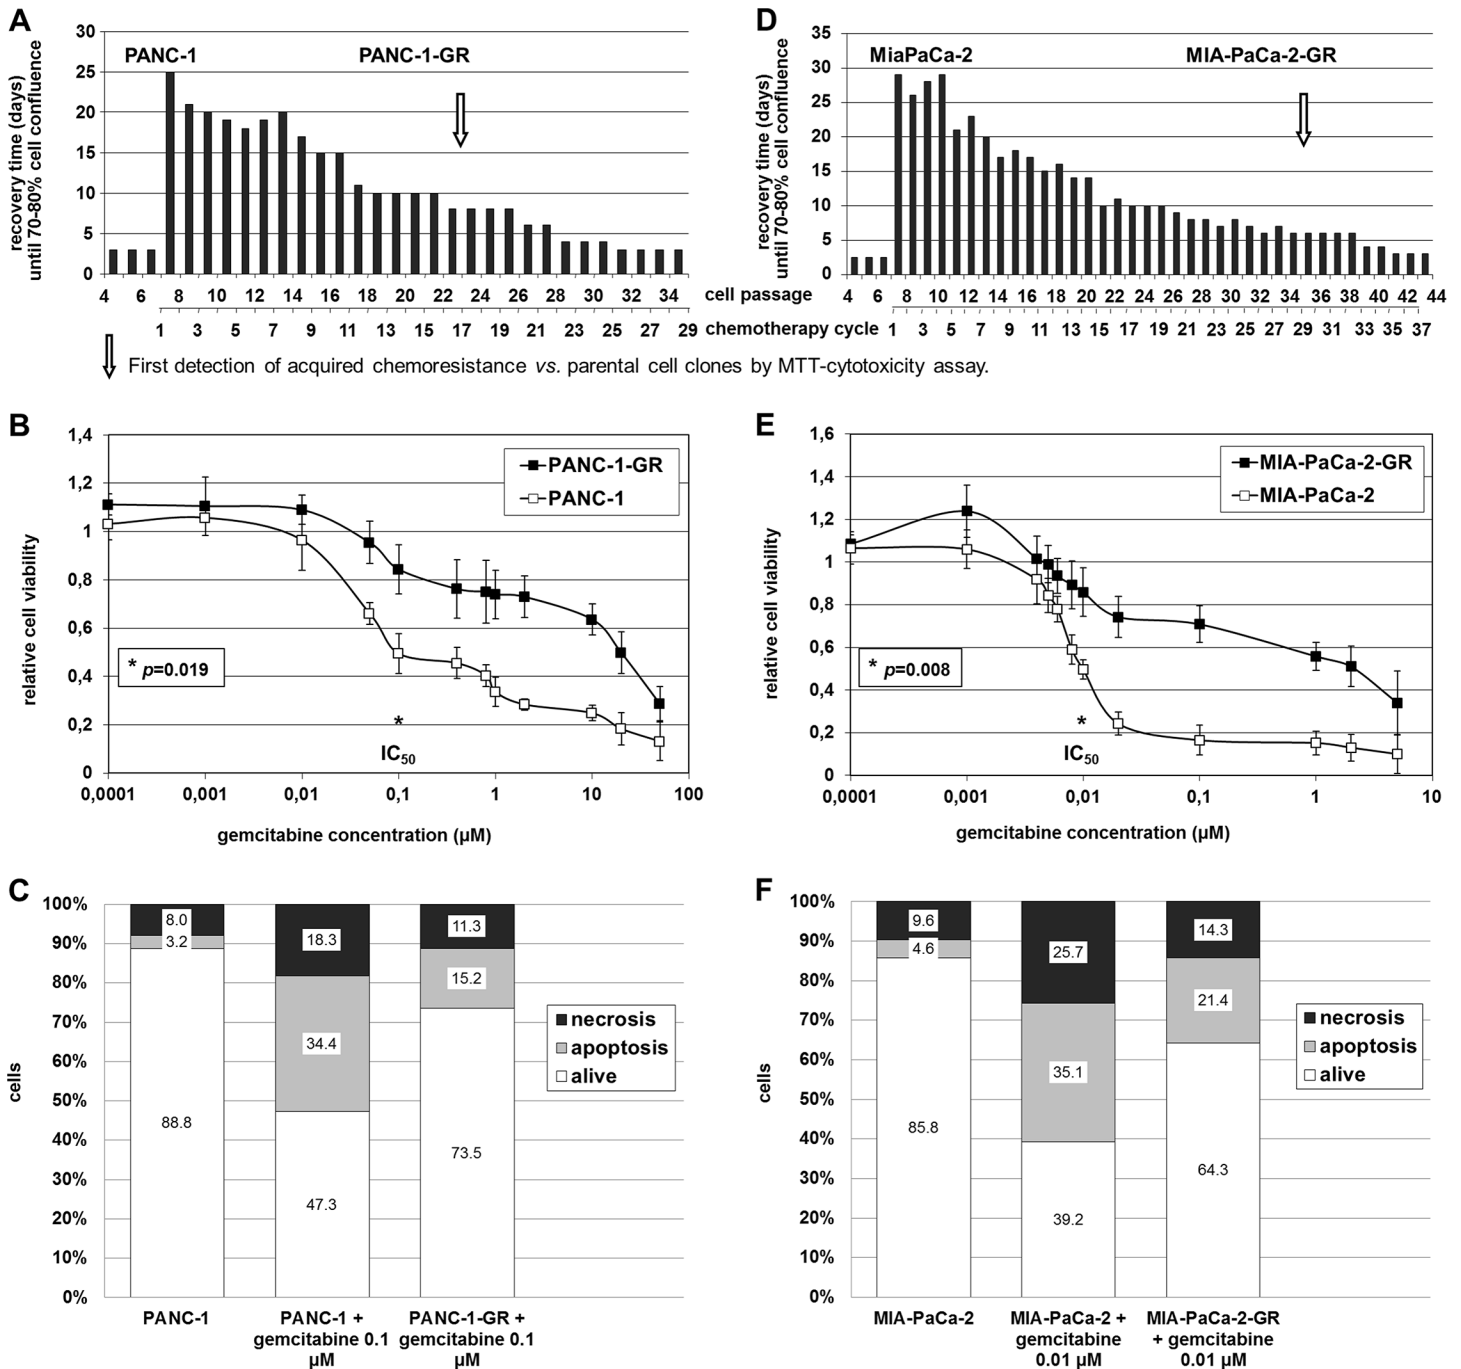 A
recovery time (days)
until 70-80% cell confluence
30
25
20
15
10
5
0
PANC-1
PANC-1-GR
4 6 8 10 12 14 16 18 20 22 24 26 28 30 32 34
1 3 5 7 9 11 13 15 17 19 21 23 25 27 29
cell passage
chemotherapy cycle
D
recovery time (days)
until 70-80% cell confluence
35
30
25
20
15
10
5
0
MiaPaCa-2
MIA-PaCa-2-GR
4 6 8 10 12 14 16 18 20 22 24 26 28 30 32 34 36 38 40 42 44
1 3 5 7 9 11 13 15 17 19 21 23 25 27 29 31 33 35 37
First detection of acquired chemoresistance vs. parental cell clones by MTT-cytotoxicity assay.
B
relative cell viability
1,4
1,2
1
0,8
0,6
0,4
0,2
0
PANC-1-GR
PANC-1
* p=0.019
*
IC50
0,0001 0,001 0,01 0,1 1 10 100
gemcitabine concentration (µM)
E
relative cell viability
1,6
1,4
1,2
1
0,8
0,6
0,4
0,2
0
MIA-PaCa-2-GR
MIA-PaCa-2
* p=0.008
*
IC50
0,0001 0,001 0,01 0,1 1 10
gemcitabine concentration (µM)
C
cells
100%
90%
80%
70%
60%
50%
40%
30%
20%
10%
0%
8.0
3.2
88.8
18.3
34.4
47.3
11.3
15.2
73.5
necrosis
apoptosis
alive
PANC-1
PANC-1 +
gemcitabine 0.1
µM
PANC-1-GR +
gemcitabine 0.1
µM
F
cells
100%
90%
80%
70%
60%
50%
40%
30%
20%
10%
0%
9.6
4.6
85.8
25.7
35.1
39.2
14.3
21.4
64.3
necrosis
apoptosis
alive
MIA-PaCa-2
MIA-PaCa-2 +
gemcitabine
0.01 µM
MIA-PaCa-2-GR
+ gemcitabine
0.01 µM